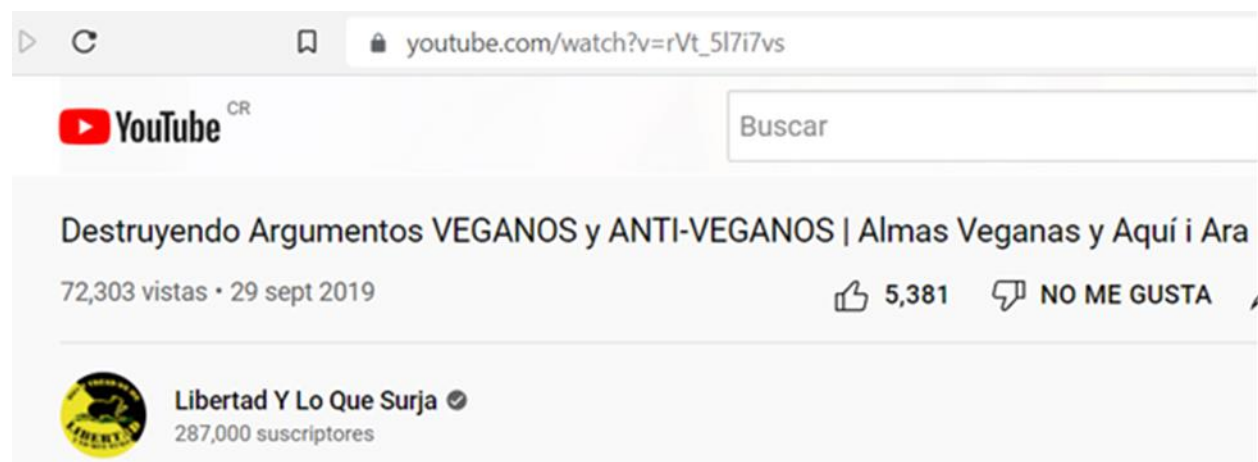 youtube.com/watch?v=rVt_5l7i7vs
YouTube CR
Buscar
Destruyendo Argumentos VEGANOS y ANTI-VEGANOS | Almas Veganas y Aquí i Ara
72,303 vistas • 29 sept 2019
5,381 NO ME GUSTA
Libertad Y Lo Que Surja
287,000 suscriptores
LIBERTAD